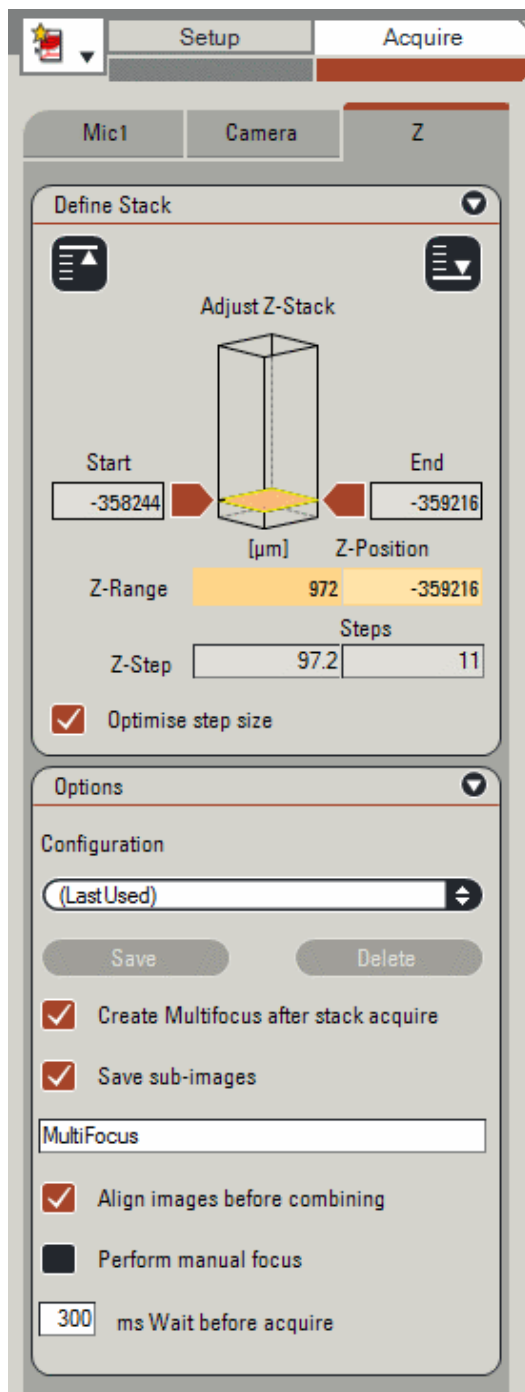 Setup Acquire
Mic1 Camera Z
Define Stack
Adjust Z-Stack
Start End
-358244 -359216
[µm] Z-Position
Z-Range 972 -359216
Steps
Z-Step 97.2 11
Optimise step size
Options
Configuration
(LastUsed)
Save Delete
Create Multifocus after stack acquire
Save sub-images
MultiFocus
Align images before combining
Perform manual focus
300 ms Wait before acquire